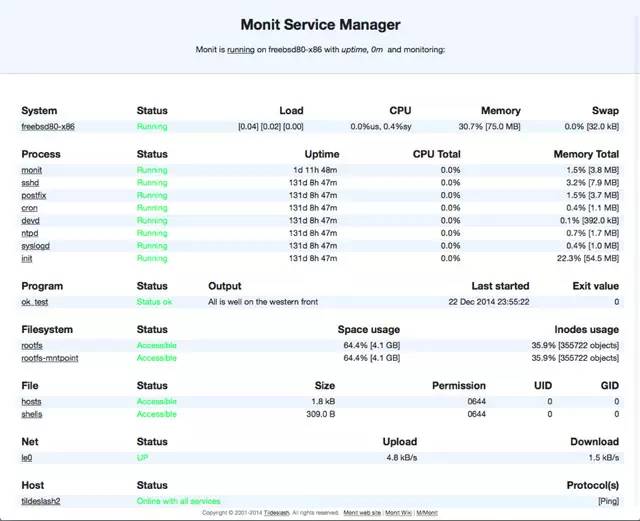 Monit Service Manager
Monit is running on freebsd80-x86 with uptime, 0m and monitoring:
System Status Load CPU Memory Swap
freebsd80-x86 Running [0.04] [0.02] [0.00] 0.0%us, 0.4%sy 30.7% [75.0 MB] 0.0% [32.0 kB]
Process Status Uptime CPU Total Memory Total
monit Running 1d 11h 48m 0.0% 1.5% [3.8 MB]
sshd Running 131d 8h 47m 0.0% 3.2% [7.9 MB]
postfix Running 131d 8h 47m 0.0% 1.5% [3.7 MB]
cron Running 131d 8h 47m 0.0% 0.4% [1.1 MB]
devd Running 131d 8h 47m 0.0% 0.1% [392.0 kB]
ntpd Running 131d 8h 47m 0.0% 0.7% [1.7 MB]
syslogd Running 131d 8h 47m 0.0% 0.4% [1.0 MB]
init Running 131d 8h 47m 0.0% 22.3% [54.5 MB]
Program Status Output Last started Exit value
ok_test Status ok All is well on the western front 22 Dec 2014 23:55:22 0
Filesystem Status Space usage Inodes usage
rootfs Accessible 64.4% [4.1 GB] 35.9% [355722 objects]
rootfs-mntpoint Accessible 64.4% [4.1 GB] 35.9% [355722 objects]
File Status Size Permission UID GID
hosts Accessible 1.8 kB 0644 0 0
shells Accessible 309.0 B 0644 0 0
Net Status Upload Download
le0 UP 4.8 kB/s 1.5 kB/s
Host Status Protocol(s)
tildeslash2 Online with all services [Ping]
Copyright © 2001-2014 Tildeslash. All rights reserved. Monit web site | Monit Wiki | M/Monit